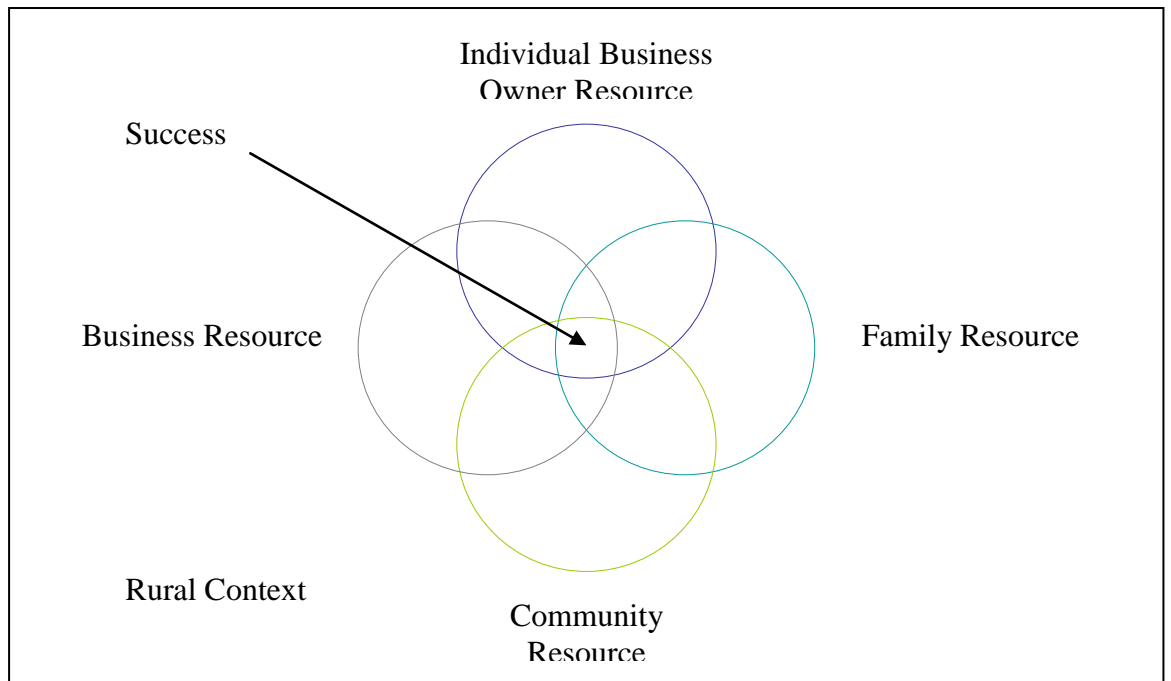 Individual Business
Owner Resource
Success
Business Resource
Family Resource
Rural Context
Community
Resource